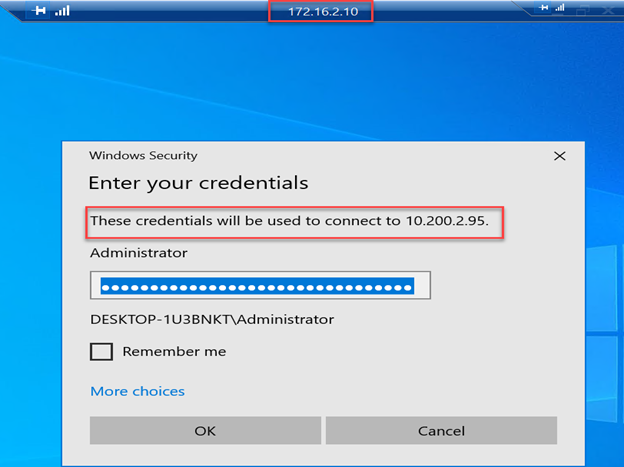 172.16.2.10
Windows Security
Enter your credentials
These credentials will be used to connect to 10.200.2.95.
Administrator
••••••••••••••••••••••••••••••••
DESKTOP-1U3BNKT\Administrator
Remember me
More choices
OK
Cancel